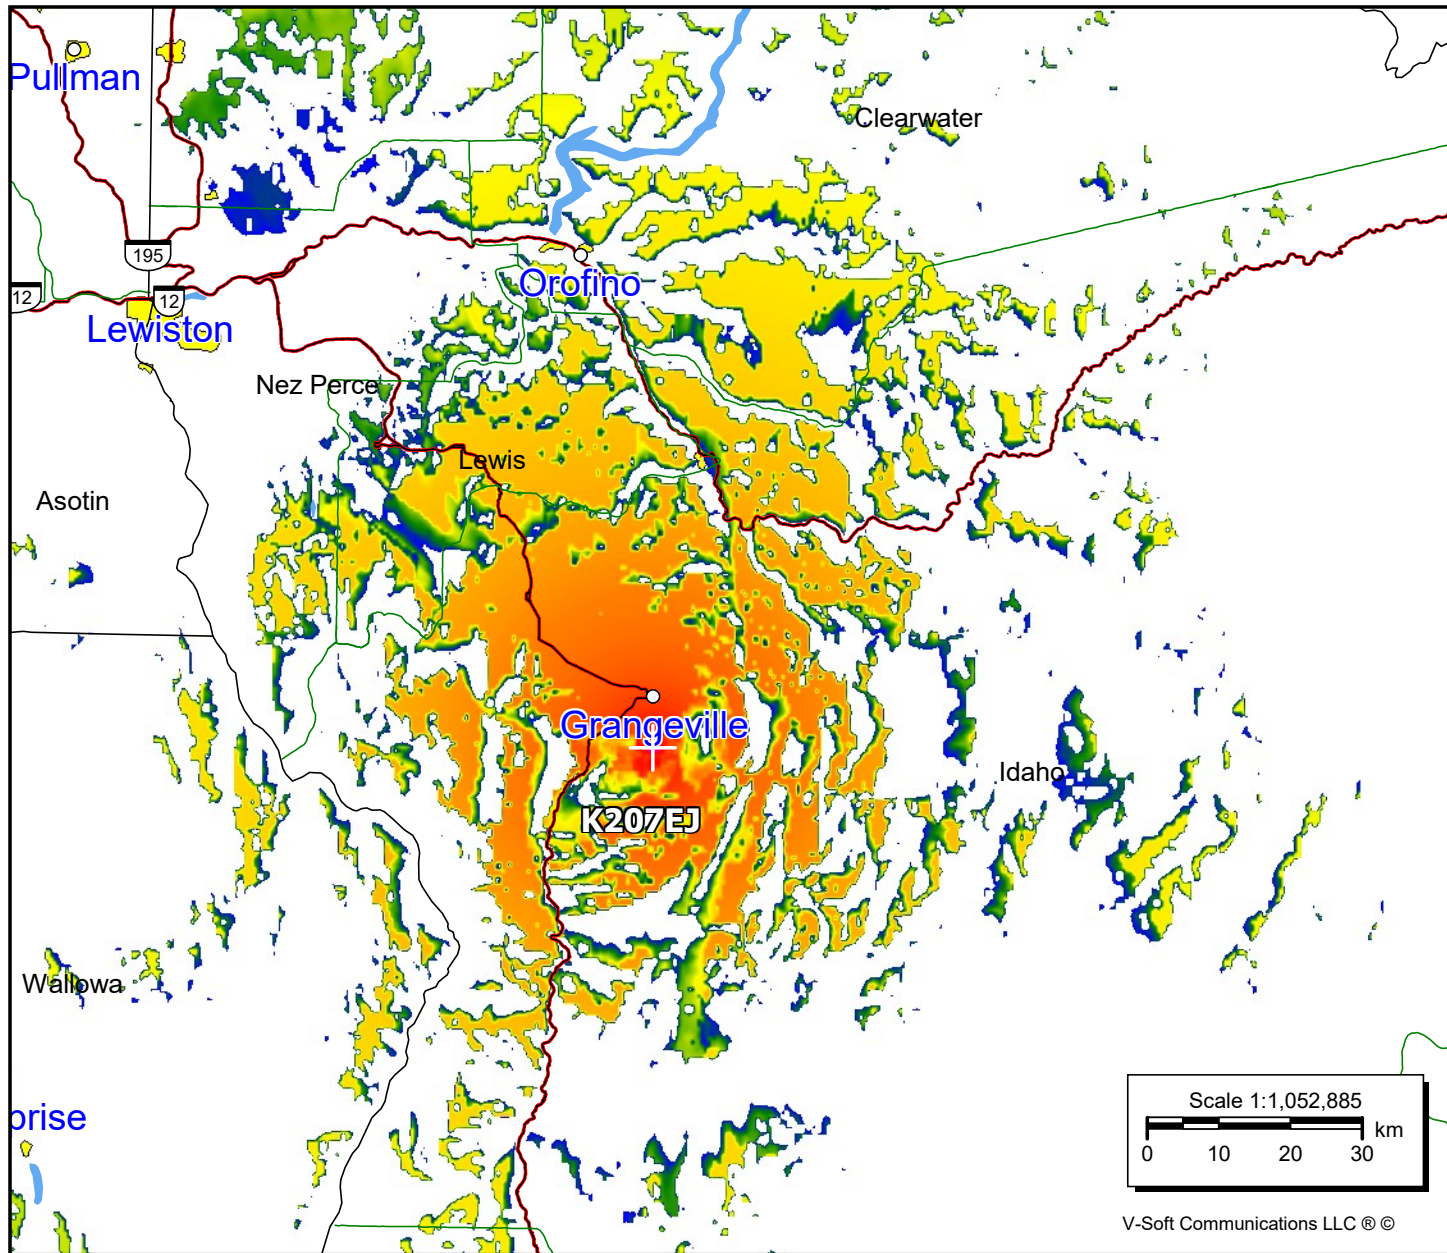 Pullman
Clearwater
195
12
12
Orofino
Lewiston
Nez Perce
Lewis
Asotin
Grangeville
Idaho
K207EJ
Wallowa
prise
Scale 1:1,052,885
km
0 10 20 30
V-Soft Communications LLC ® ©